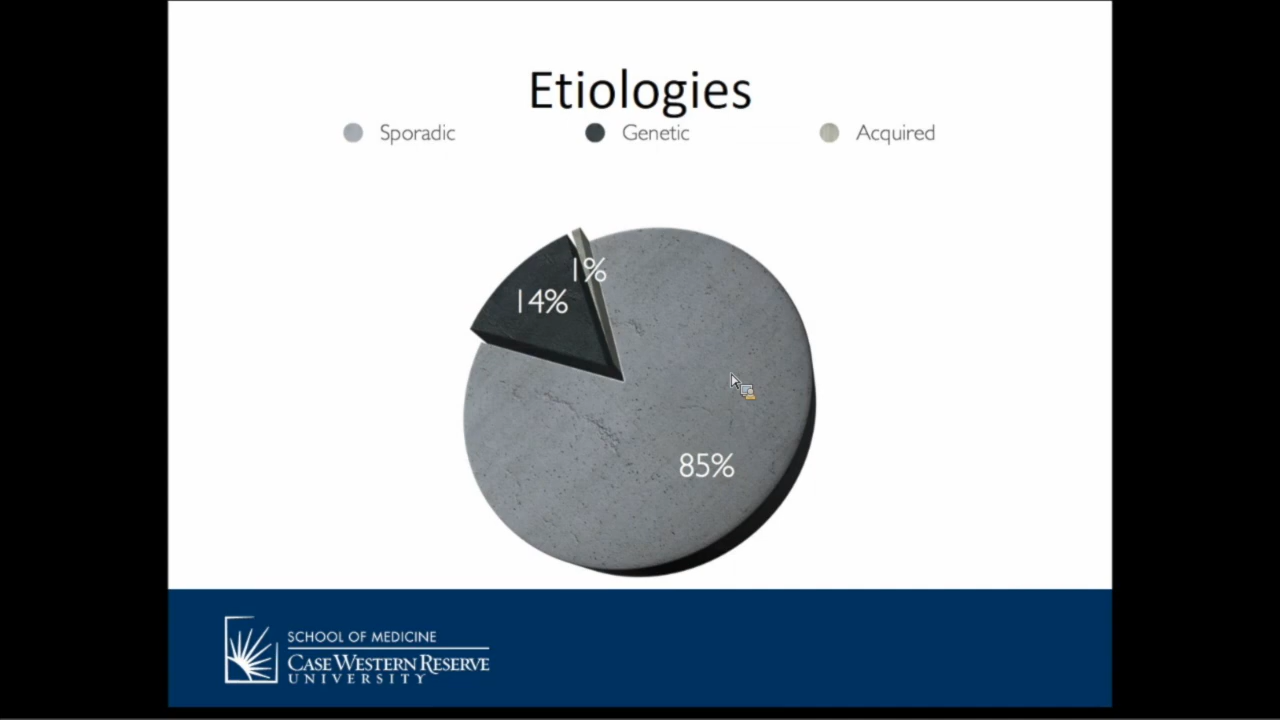 Etiologies
Sporadic Genetic Acquired
1%
14%
85%
SCHOOL OF MEDICINE
CASE WESTERN RESERVE
UNIVERSITY